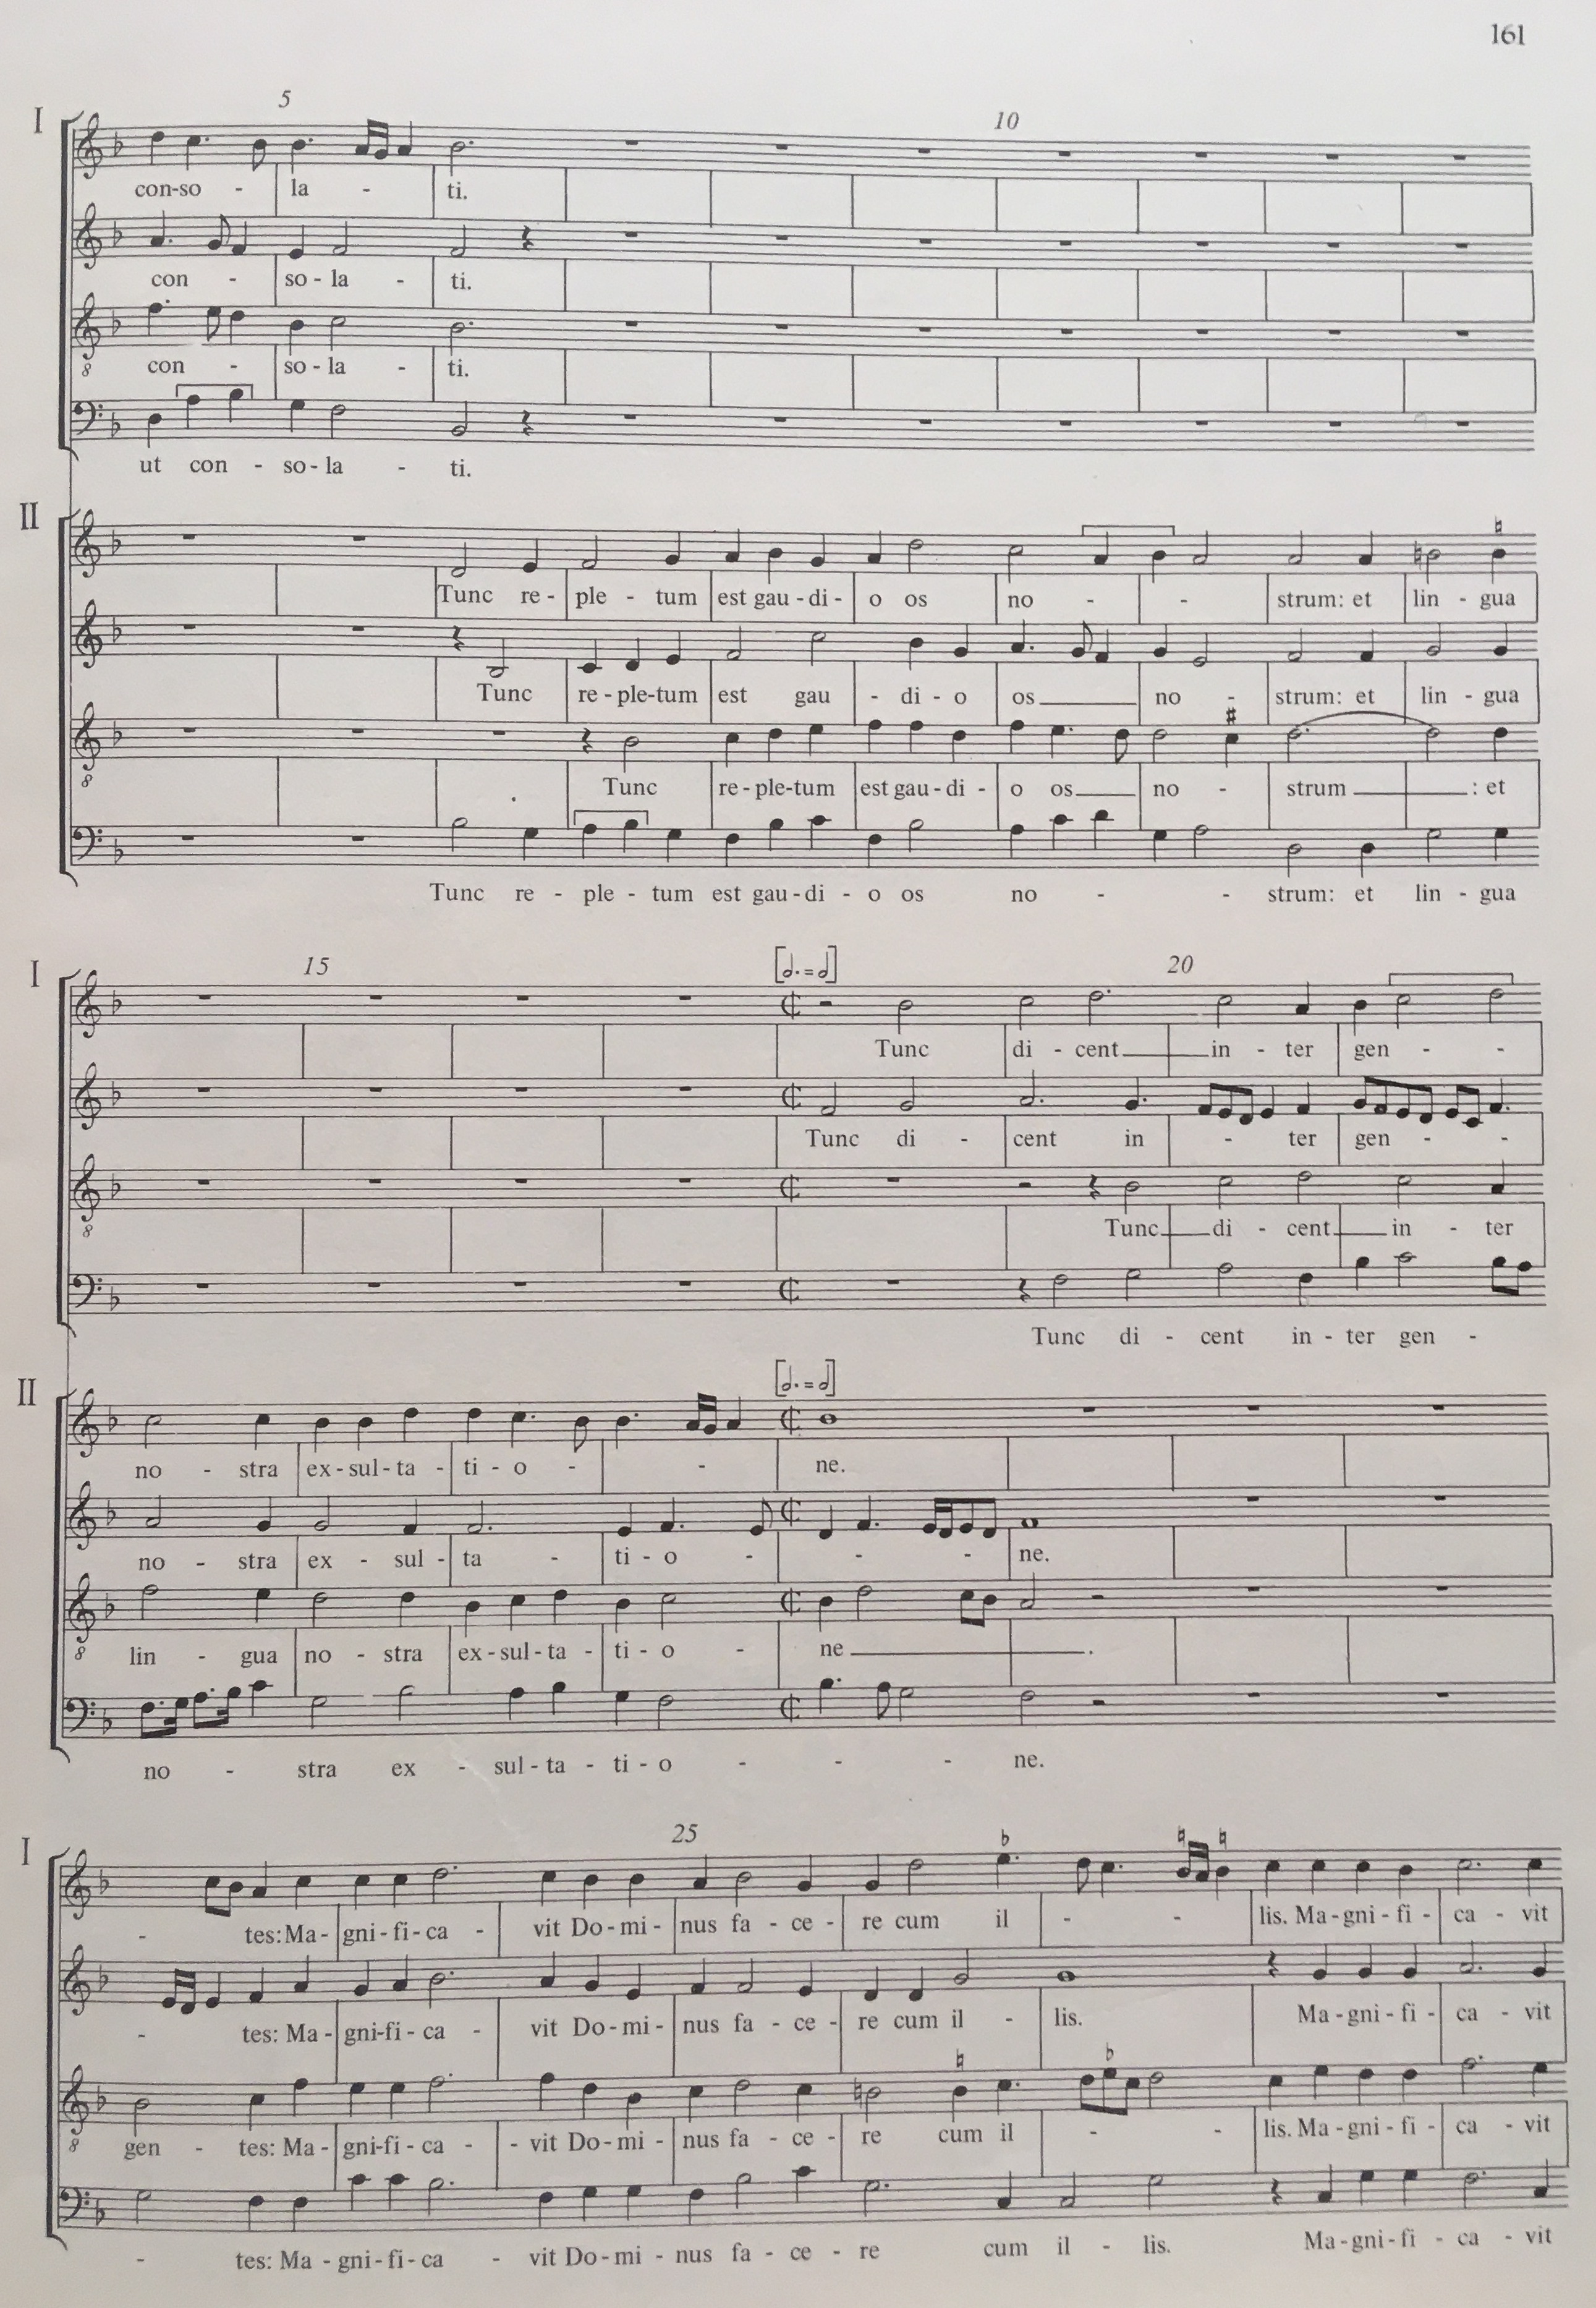 161
I
5
10
con-so - la - ti.
con - so - la - ti.
8
con - so - la - ti.
ut con - so - la - ti.
II
Tunc re - ple - tum est gau - di - o os no - - strum: et lin - gua
Tunc re - ple - tum est gau - di - o os no - strum: et lin - gua
8
Tunc re - ple - tum est gau - di - o os no - strum : et
Tunc re - ple - tum est gau - di - o os no - - strum: et lin - gua
I
15
20
Tunc di - cent in - ter gen - -
Tunc di - cent in - ter gen - -
8
Tunc di - cent in - ter
Tunc di - cent in - ter gen -
II
no - stra ex - sul - ta - ti - o - - ne.
no - stra ex - sul - ta - ti - o - - - ne.
8
lin - gua no - stra ex - sul - ta - ti - o - ne .
no - stra ex - sul - ta - ti - o - - - ne.
I
25
- tes: Ma - gni - fi - ca - vit Do - mi - nus fa - ce - re cum il - - lis. Ma - gni - fi - ca - vit
- tes: Ma - gni - fi - ca - vit Do - mi - nus fa - ce - re cum il - lis. Ma - gni - fi - ca - vit
8
gen - tes: Ma - gni - fi - ca - - vit Do - mi - nus fa - ce - re cum il - - lis. Ma - gni - fi - ca - vit
- tes: Ma - gni - fi - ca - vit Do - mi - nus fa - ce - re cum il - lis. Ma - gni - fi - ca - vit